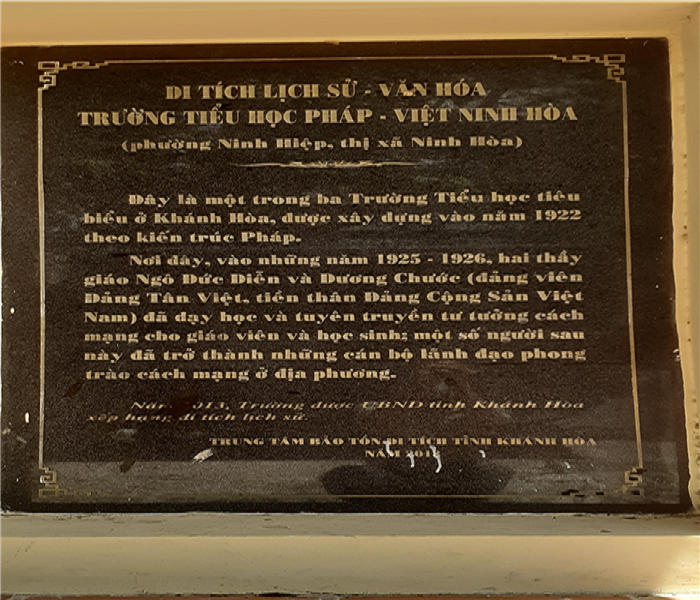 DI TÍCH LỊCH SỬ - VĂN HÓA
TRƯỜNG TIỂU HỌC PHÁP - VIỆT NINH HÒA
(phường Ninh Hiệp, thị xã Ninh Hòa)
Đây là một trong ba Trường Tiểu học tiêu
biểu ở Khánh Hòa, được xây dựng vào năm 1922
theo kiến trúc Pháp.
Nơi đây, vào những năm 1925 - 1926, hai thầy
giáo Ngô Đức Diễn và Dương Chước (đảng viên
Đảng Tân Việt, tiền thân Đảng Cộng Sản Việt
Nam) đã dạy học và tuyên truyền tư tưởng cách
mạng cho giáo viên và học sinh; một số người sau
này đã trở thành những cán bộ lãnh đạo phong
trào cách mạng ở địa phương.
Trường được UBND tỉnh Khánh Hòa
xếp hạng di tích lịch sử.
TRUNG TÂM BẢO TỒN DI TÍCH TỈNH KHÁNH HÒA
NĂM